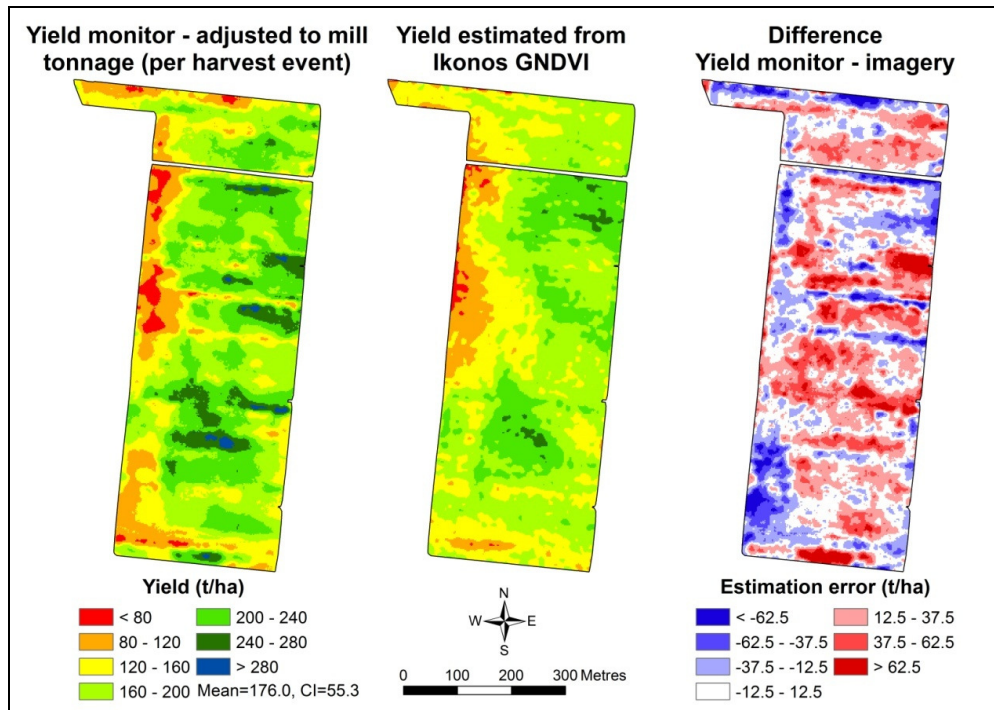 Yield monitor - adjusted to mill
tonnage (per harvest event)
Yield estimated from
Ikonos GNDVI
Difference
Yield monitor - imagery
Yield (t/ha)
< 80
80 - 120
120 - 160
160 - 200
200 - 240
240 - 280
> 280
Mean=176.0, CI=55.3
N
W E
S
0 100 200 300 Metres
Estimation error (t/ha)
< -62.5
-62.5 - -37.5
-37.5 - -12.5
-12.5 - 12.5
12.5 - 37.5
37.5 - 62.5
> 62.5